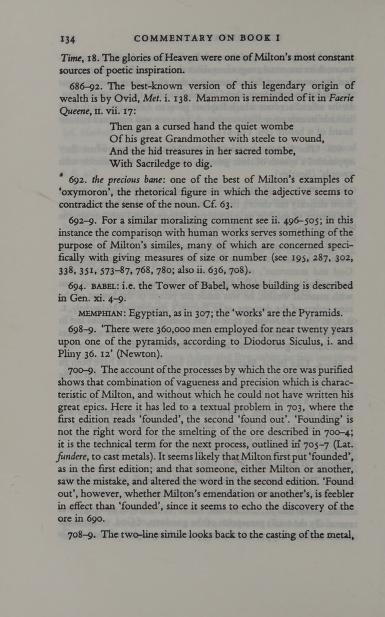 134 COMMENTARY ON BOOK I
Time, 18. The glories of Heaven were one of Milton's most constant
sources of poetic inspiration.
686–92. The best-known version of this legendary origin of
wealth is by Ovid, Met. i. 138. Mammon is reminded of it in Faerie
Queene, II. vii. 17:
Then gan a cursed hand the quiet wombe
Of his great Grandmother with steele to wound,
And the hid treasures in her sacred tombe,
With Sacriledge to dig.
692. the precious bane: one of the best of Milton's examples of
'oxymoron', the rhetorical figure in which the adjective seems to
contradict the sense of the noun. Cf. 63.
692–9. For a similar moralizing comment see ii. 496–505; in this
instance the comparison with human works serves something of the
purpose of Milton's similes, many of which are concerned speci-
fically with giving measures of size or number (see 195, 287, 302,
338, 351, 573–87, 768, 780; also ii. 636, 708).
694. BABEL: i.e. the Tower of Babel, whose building is described
in Gen. xi. 4–9.
MEMPHIAN: Egyptian, as in 307; the 'works' are the Pyramids.
698–9. 'There were 360,000 men employed for near twenty years
upon one of the pyramids, according to Diodorus Siculus, i. and
Pliny 36. 12' (Newton).
700–9. The account of the processes by which the ore was purified
shows that combination of vagueness and precision which is charac-
teristic of Milton, and without which he could not have written his
great epics. Here it has led to a textual problem in 703, where the
first edition reads 'founded', the second 'found out'. 'Founding' is
not the right word for the smelting of the ore described in 700–4;
it is the technical term for the next process, outlined in 705–7 (Lat.
fundere, to cast metals). It seems likely that Milton first put 'founded',
as in the first edition; and that someone, either Milton or another,
saw the mistake, and altered the word in the second edition. 'Found
out', however, whether Milton's emendation or another's, is feebler
in effect than 'founded', since it seems to echo the discovery of the
ore in 690.
708–9. The two-line simile looks back to the casting of the metal,